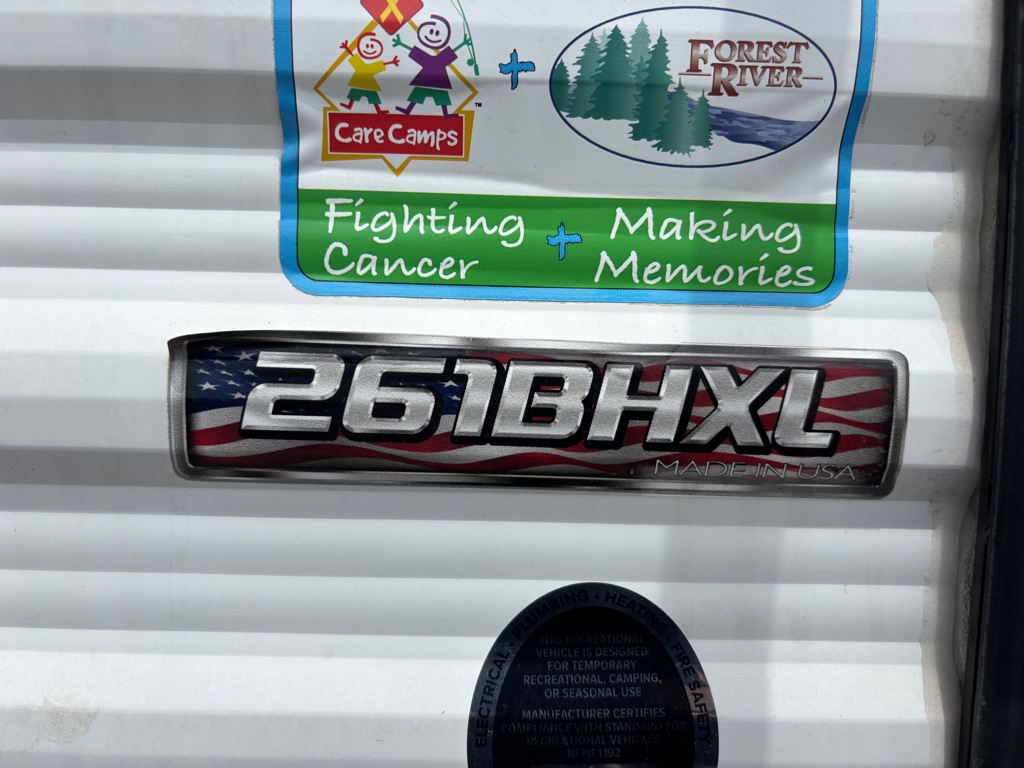 Care Camps
™
+
FOREST
RIVER
Fighting
Cancer
+
Making
Memories
261BHXL
MADE IN USA
ELECTRICAL • PLUMBING • HEATING • FIRE SAFETY
THIS RECREATIONAL
VEHICLE IS DESIGNED
FOR TEMPORARY
RECREATIONAL, CAMPING,
OR SEASONAL USE
MANUFACTURER CERTIFIES
COMPLIANCE WITH STANDARD FOR
RECREATIONAL VEHICLES
NFPA 1192